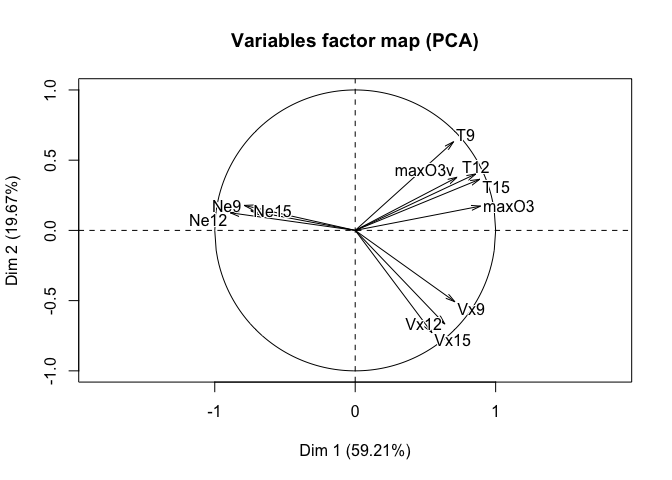 Variables factor map (PCA)
Dim 2 (19.67%)
1.0
0.5
0.0
-0.5
-1.0
T9
maxO3v
T12
T15
maxO3
Ne9
Ne15
Ne12
Vx9
Vx12
Vx15
-1
0
1
Dim 1 (59.21%)